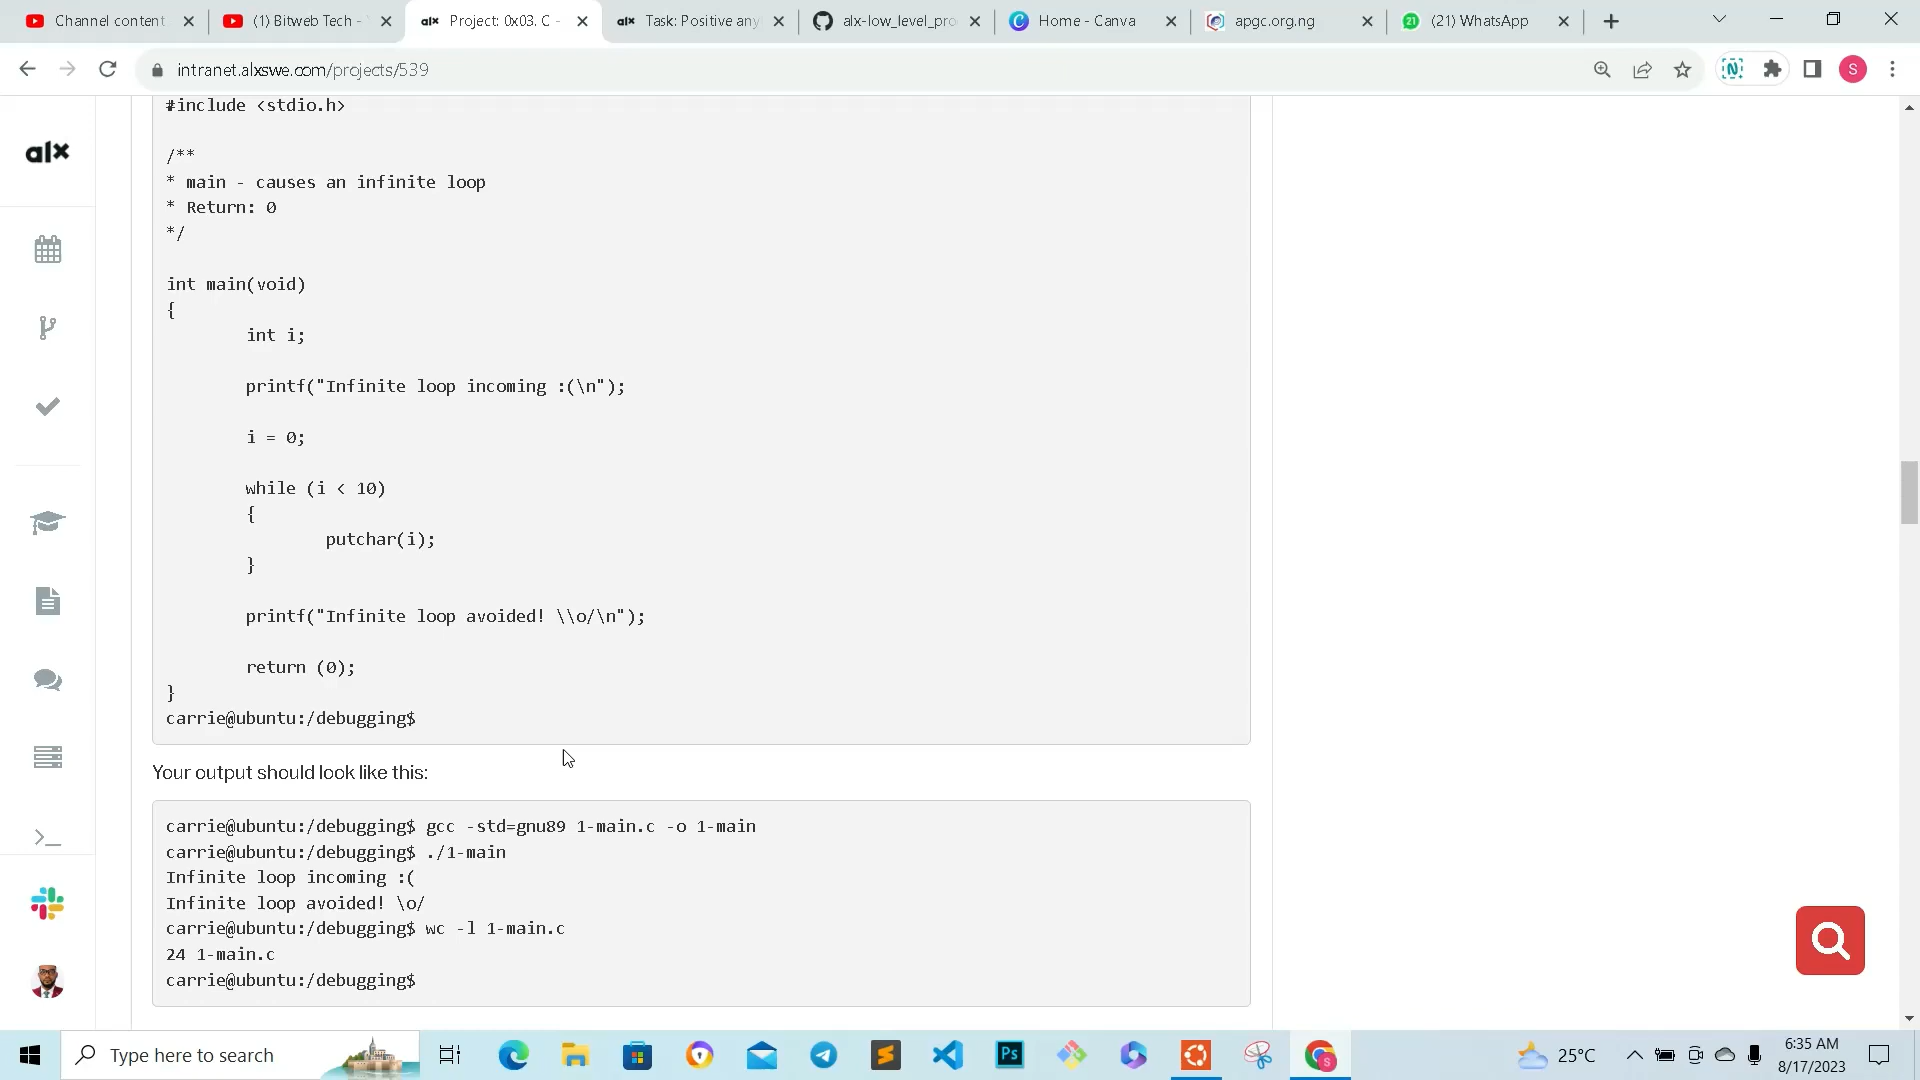 Channel content
(1) Bitweb Tech -
alx Project: 0x03. C -
alx Task: Positive any
alx-low_level_pro
Home - Canva
apgc.org.ng
21 (21) WhatsApp
intranet.alxswe.com/projects/539
S
alx
#include <stdio.h>
/**
* main - causes an infinite loop
* Return: 0
*/
int main(void)
{
int i;
printf("Infinite loop incoming :(\n");
i = 0;
while (i < 10)
{
putchar(i);
}
printf("Infinite loop avoided! \\o/\n");
return (0);
}
carrie@ubuntu:/debugging$
Your output should look like this:
carrie@ubuntu:/debugging$ gcc -std=gnu89 1-main.c -o 1-main
carrie@ubuntu:/debugging$ ./1-main
Infinite loop incoming :(
Infinite loop avoided! \o/
carrie@ubuntu:/debugging$ wc -l 1-main.c
24 1-main.c
carrie@ubuntu:/debugging$
Type here to search
Ps
S
25°C
6:35 AM
8/17/2023